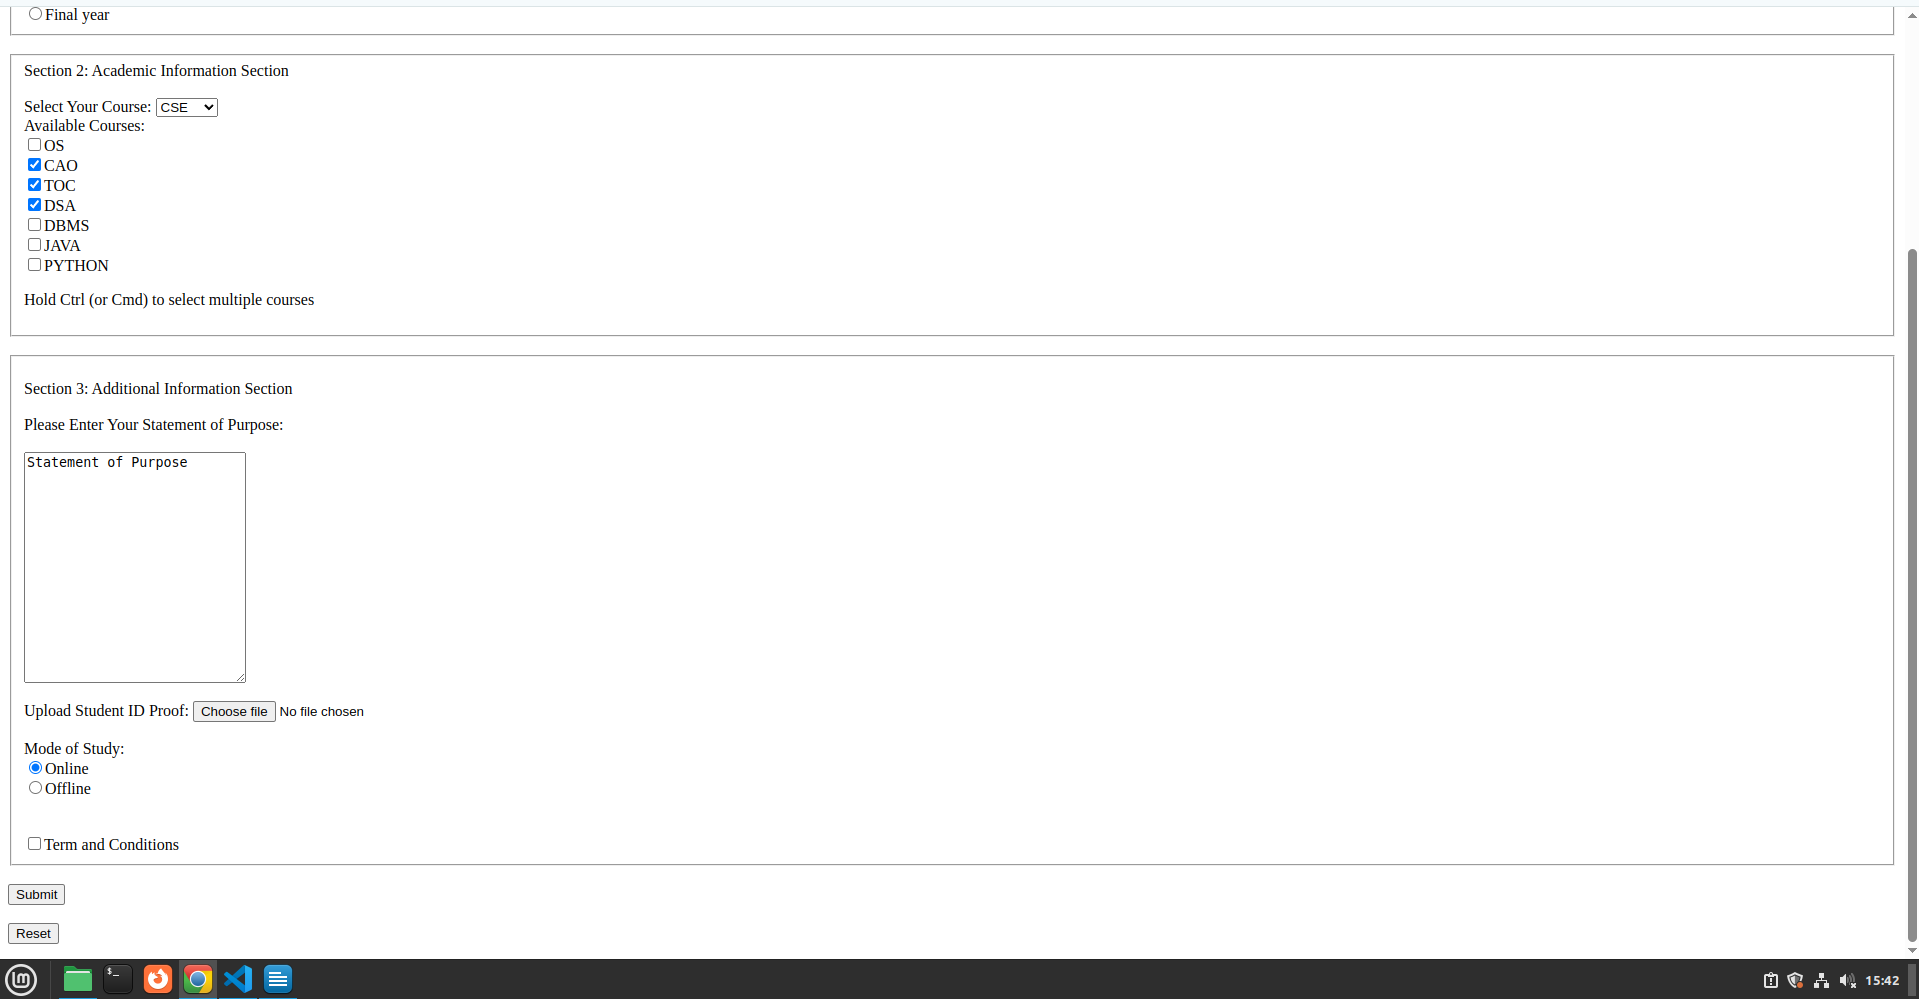 Final year
Section 2: Academic Information Section
Select Your Course: CSE
Available Courses:
OS
CAO
TOC
DSA
DBMS
JAVA
PYTHON
Hold Ctrl (or Cmd) to select multiple courses
Section 3: Additional Information Section
Please Enter Your Statement of Purpose:
Statement of Purpose
Upload Student ID Proof: Choose file No file chosen
Mode of Study:
Online
Offline
Term and Conditions
Submit
Reset
$_
15:42